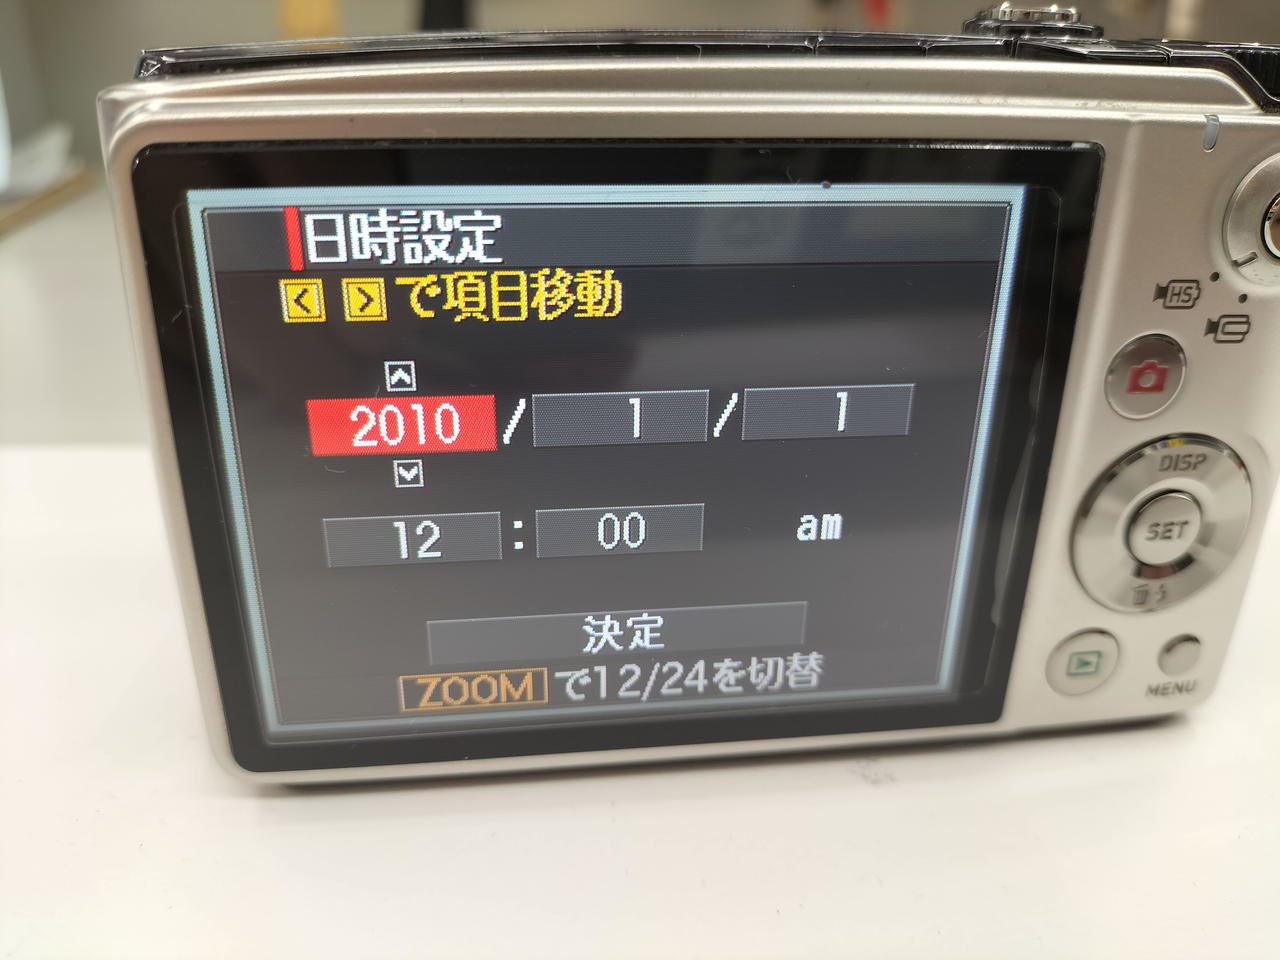 日時設定
< > で項目移動
2010 / 1 / 1
12 : 00 am
決定
ZOOM で12/24を切替
HS
DISP
SET
MENU